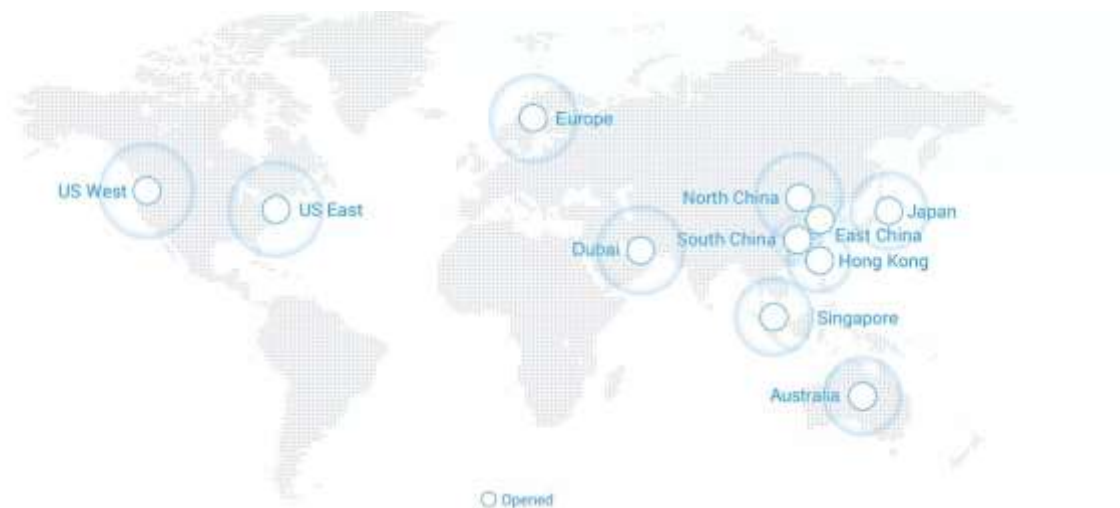 Europe
US West
US East
North China
Japan
East China
South China
Dubai
Hong Kong
Singapore
Australia
Opened